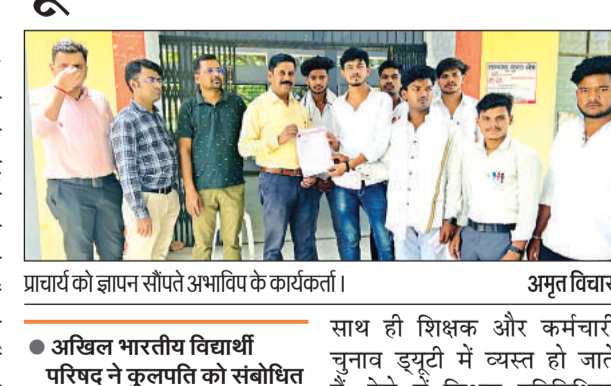 प्राचार्य को ज्ञापन सौंपते अभाविप के कार्यकर्ता।
अमृत विचार
● अखिल भारतीय विद्यार्थी
परिषद ने कुलपति को संबोधित
साथ ही शिक्षक और कर्मचारी
चुनाव ड्यूटी में व्यस्त हो जात